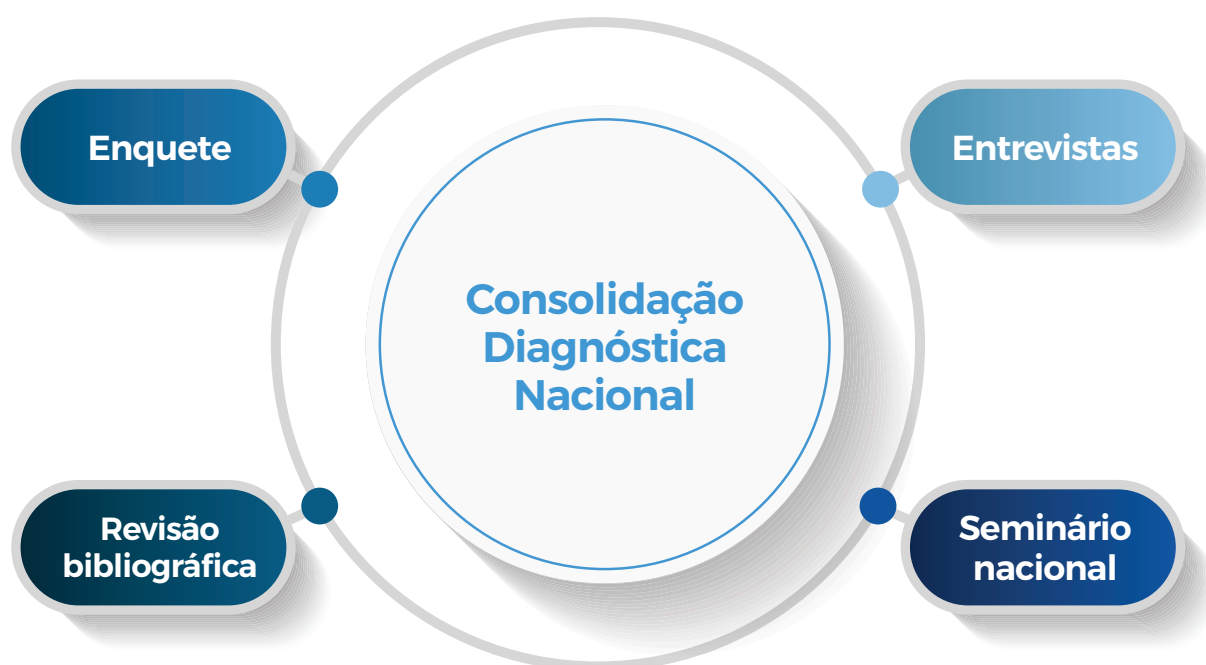 Enquete
Entrevistas
Consolidação
Diagnóstica
Nacional
Revisão
bibliográfica
Seminário
nacional